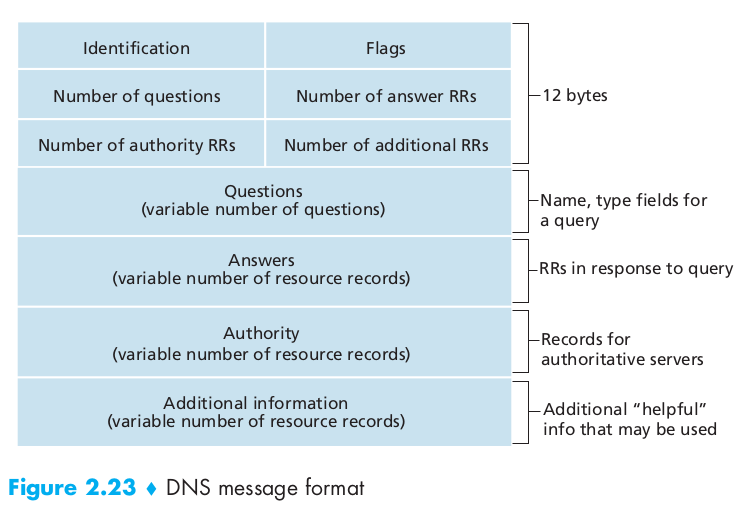 Identification
Flags
Number of questions
Number of answer RRs
12 bytes
Number of authority RRs
Number of additional RRs
Questions
(variable number of questions)
Name, type fields for
a query
Answers
(variable number of resource records)
RRs in response to query
Authority
(variable number of resource records)
Records for
authoritative servers
Additional information
(variable number of resource records)
Additional “helpful”
info that may be used
Figure 2.23 ♦ DNS message format